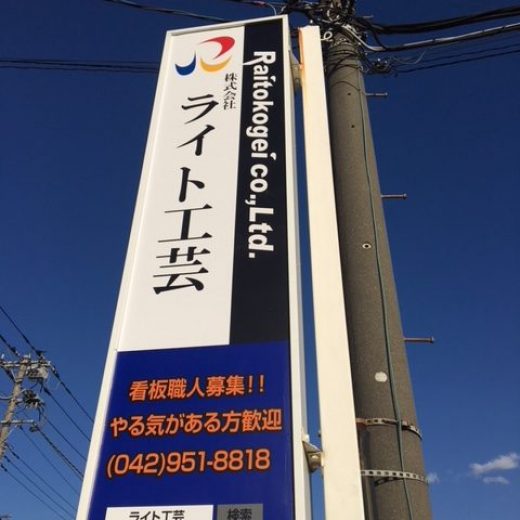 株式会社
ライト工芸
Raitokogei co.,Ltd.
看板職人募集!!
やる気がある方歓迎
(042)951-8818
ライト工芸 検索